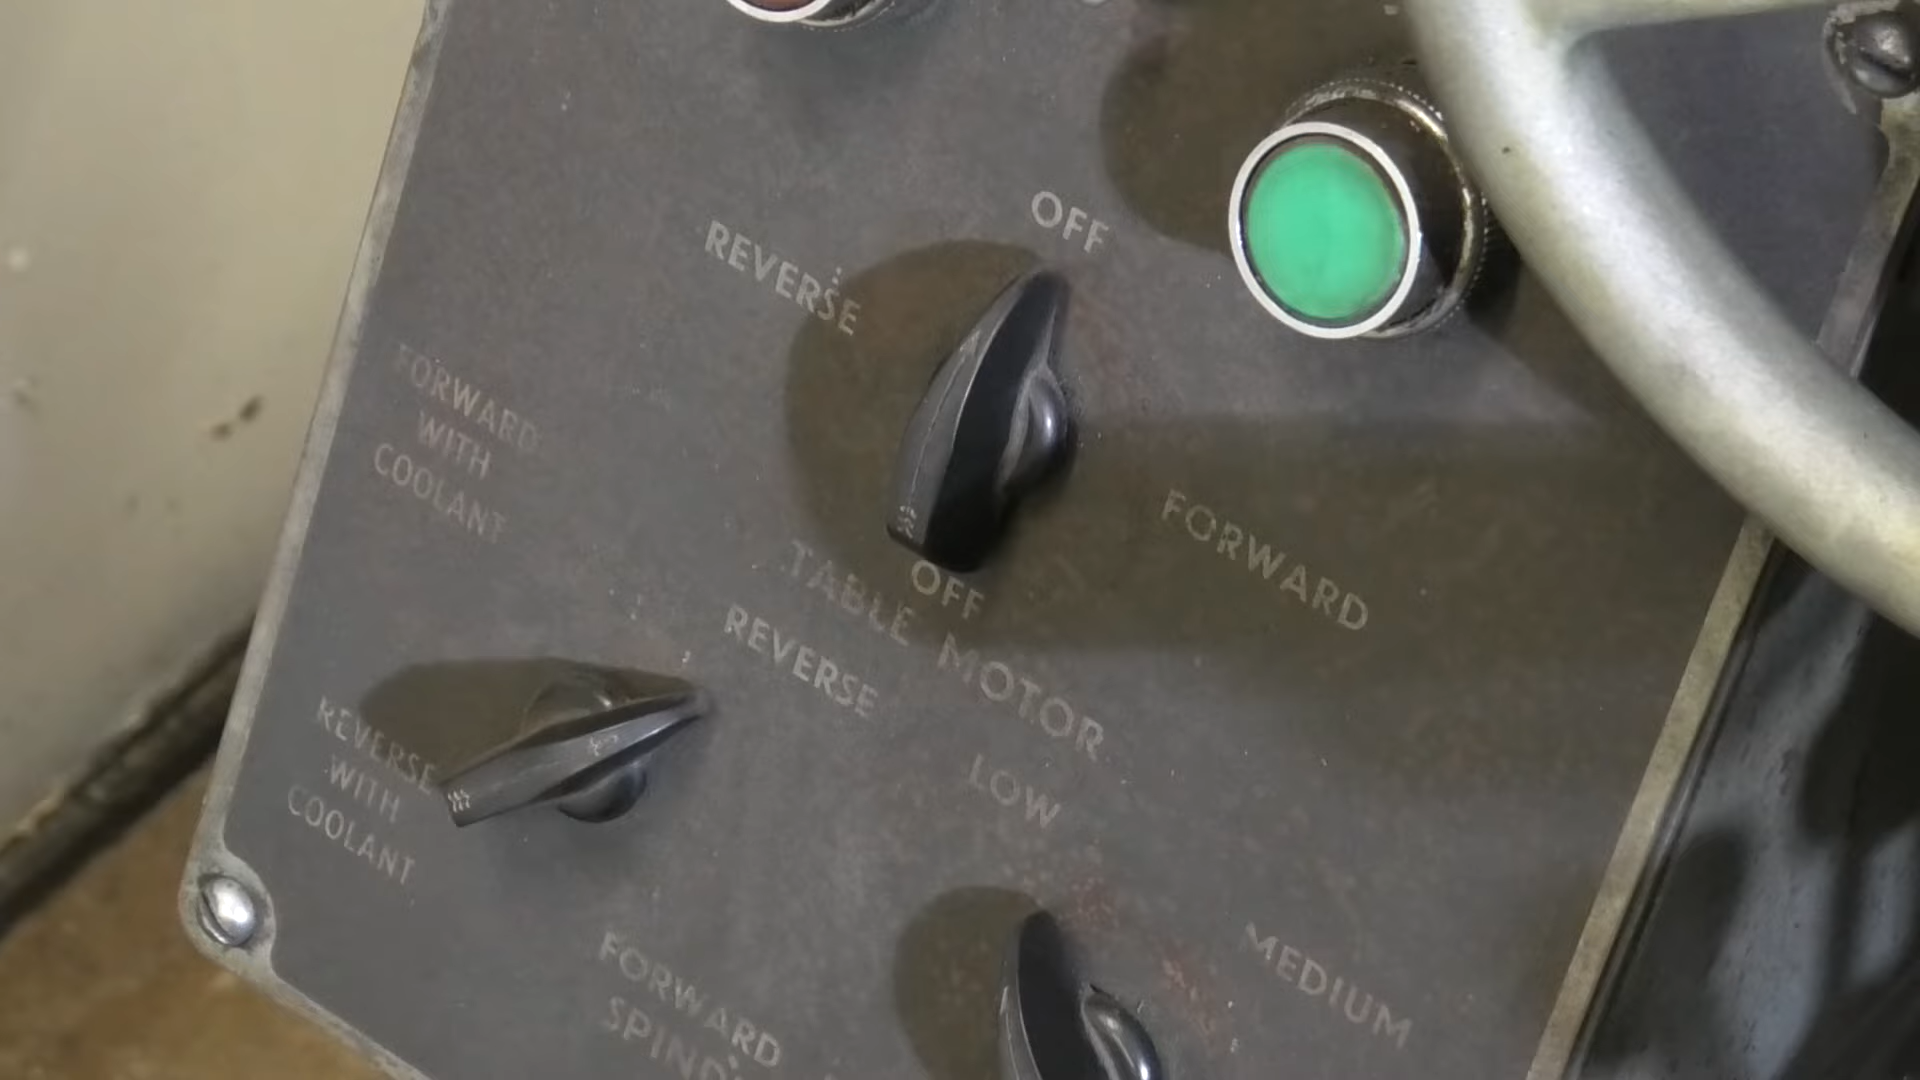 OFF
REVERSE
FORWARD
WITH
COOLANT
FORWARD
OFF
TABLE MOTOR
REVERSE
REVERSE
WITH
COOLANT
LOW
MEDIUM
FORWARD